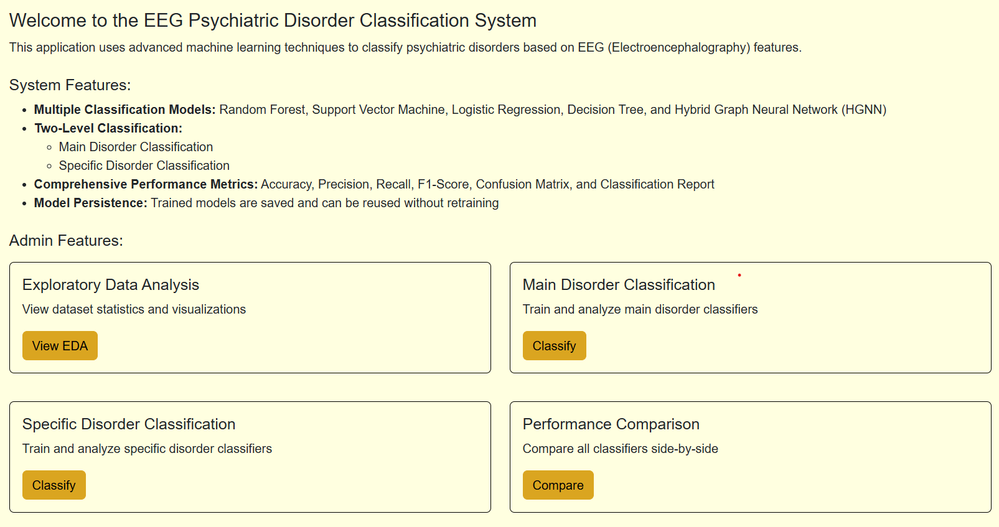 Welcome to the EEG Psychiatric Disorder Classification System
This application uses advanced machine learning techniques to classify psychiatric disorders based on EEG (Electroencephalography) features.
System Features:
• Multiple Classification Models: Random Forest, Support Vector Machine, Logistic Regression, Decision Tree, and Hybrid Graph Neural Network (HGNN)
• Two-Level Classification:
◦ Main Disorder Classification
◦ Specific Disorder Classification
• Comprehensive Performance Metrics: Accuracy, Precision, Recall, F1-Score, Confusion Matrix, and Classification Report
• Model Persistence: Trained models are saved and can be reused without retraining
Admin Features:
Exploratory Data Analysis
View dataset statistics and visualizations
View EDA
Main Disorder Classification
Train and analyze main disorder classifiers
Classify
Specific Disorder Classification
Train and analyze specific disorder classifiers
Classify
Performance Comparison
Compare all classifiers side-by-side
Compare